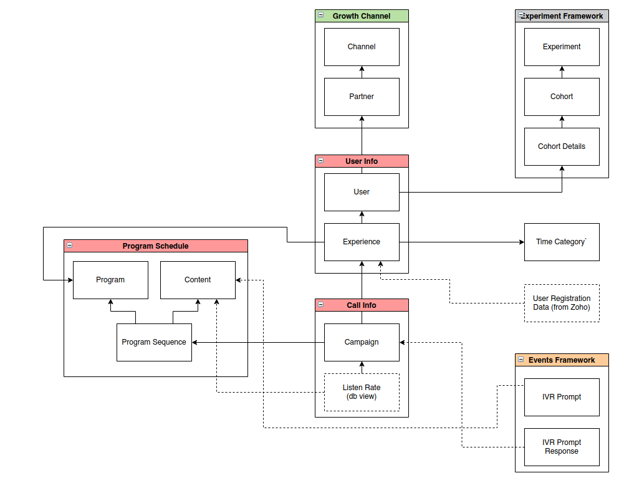 Growth Channel
Channel
Partner
Experiment Framework
Experiment
Cohort
Cohort Details
User Info
User
Experience
Time Category`
User Registration
Data (from Zoho)
Program Schedule
Program
Content
Program Sequence
Call Info
Campaign
Listen Rate
(db view)
Events Framework
IVR Prompt
IVR Prompt
Response